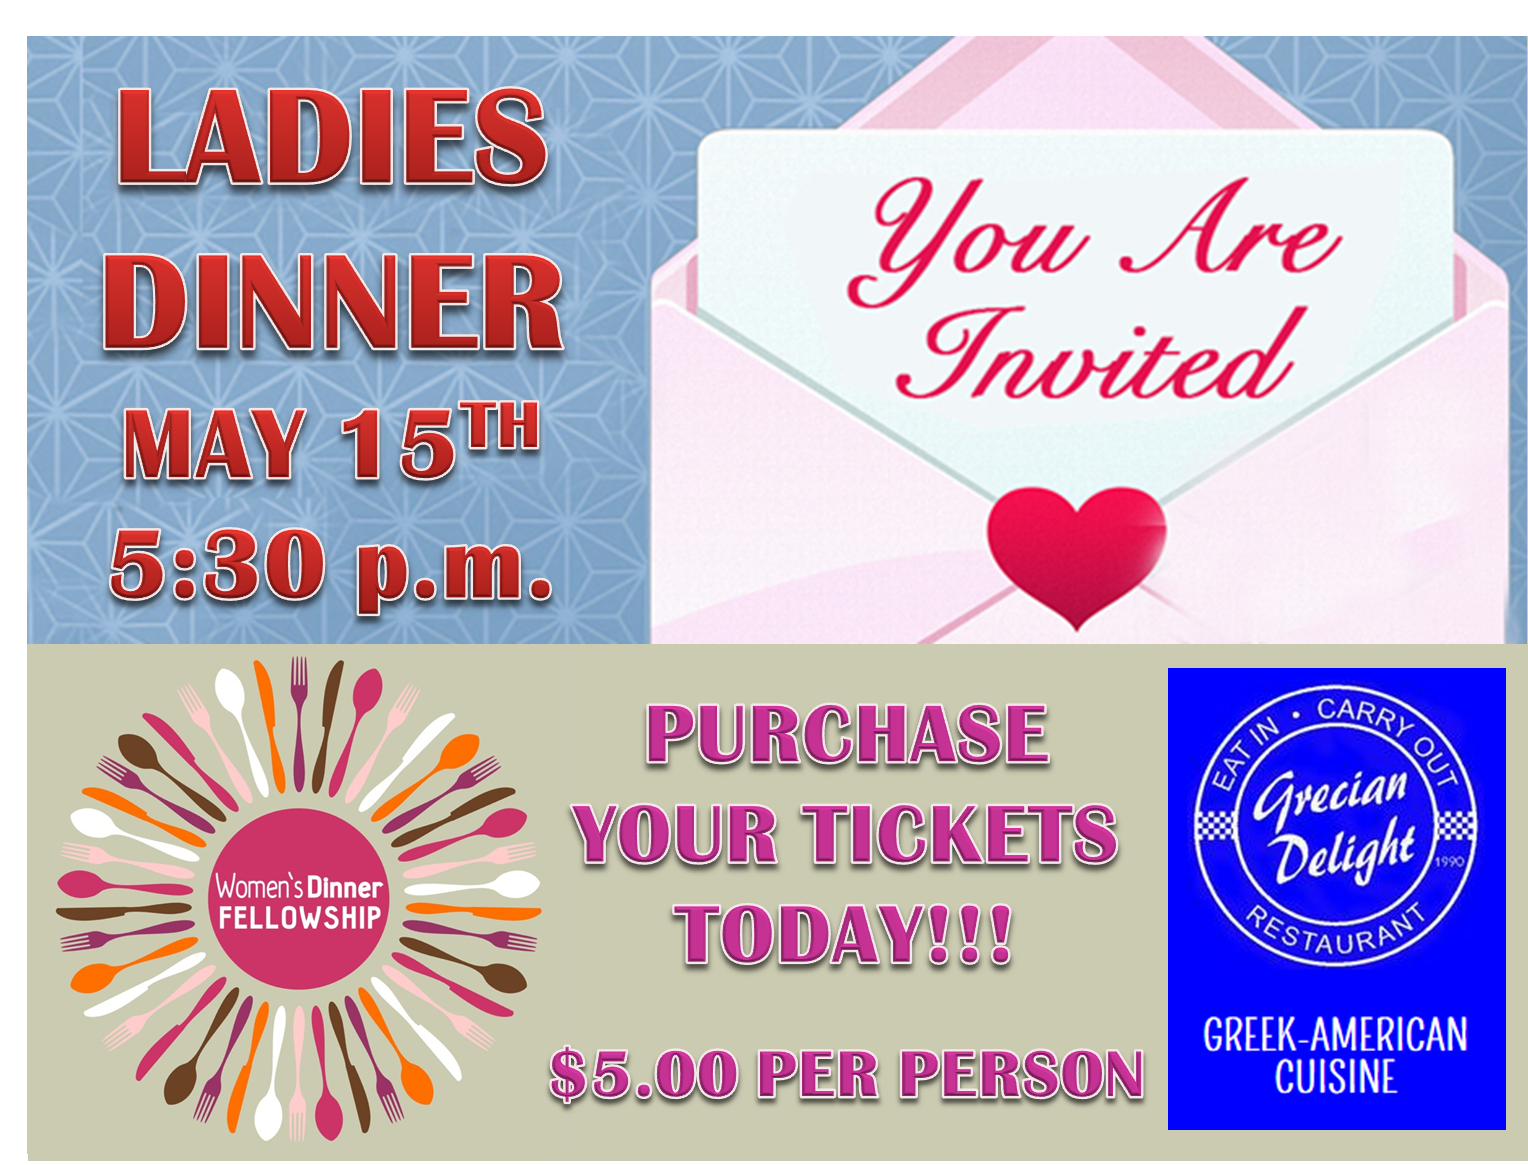 LADIES
DINNER
MAY 15TH
5:30 p.m.
You Are
Invited
Women's Dinner
FELLOWSHIP
PURCHASE
YOUR TICKETS
TODAY!!!
$5.00 PER PERSON
EAT IN • CARRY OUT
Grecian
Delight
1990
RESTAURANT
GREEK-AMERICAN
CUISINE